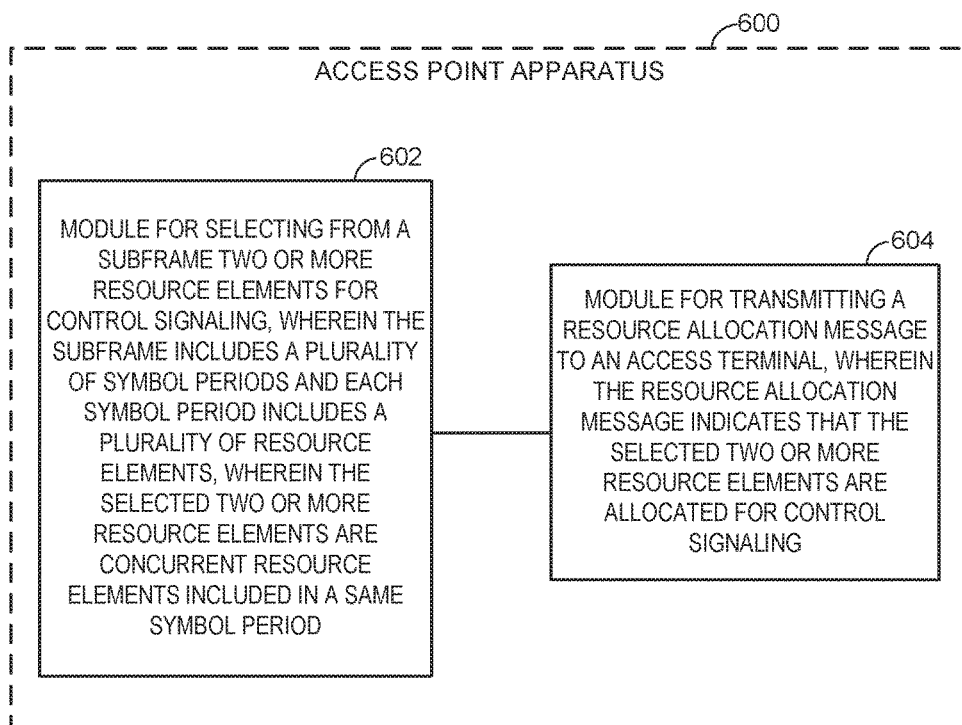 600
ACCESS POINT APPARATUS
602
MODULE FOR SELECTING FROM A
SUBFRAME TWO OR MORE
RESOURCE ELEMENTS FOR
CONTROL SIGNALING, WHEREIN THE
SUBFRAME INCLUDES A PLURALITY
OF SYMBOL PERIODS AND EACH
SYMBOL PERIOD INCLUDES A
PLURALITY OF RESOURCE
ELEMENTS, WHEREIN THE
SELECTED TWO OR MORE
RESOURCE ELEMENTS ARE
CONCURRENT RESOURCE
ELEMENTS INCLUDED IN A SAME
SYMBOL PERIOD
604
MODULE FOR TRANSMITTING A
RESOURCE ALLOCATION MESSAGE
TO AN ACCESS TERMINAL, WHEREIN
THE RESOURCE ALLOCATION
MESSAGE INDICATES THAT THE
SELECTED TWO OR MORE
RESOURCE ELEMENTS ARE
ALLOCATED FOR CONTROL
SIGNALING